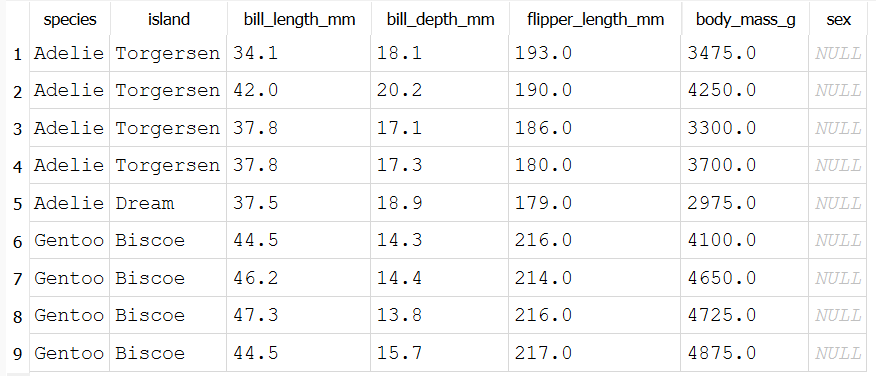 species island bill_length_mm bill_depth_mm flipper_length_mm body_mass_g sex
1 Adelie Torgersen 34.1 18.1 193.0 3475.0 NULL
2 Adelie Torgersen 42.0 20.2 190.0 4250.0 NULL
3 Adelie Torgersen 37.8 17.1 186.0 3300.0 NULL
4 Adelie Torgersen 37.8 17.3 180.0 3700.0 NULL
5 Adelie Dream 37.5 18.9 179.0 2975.0 NULL
6 Gentoo Biscoe 44.5 14.3 216.0 4100.0 NULL
7 Gentoo Biscoe 46.2 14.4 214.0 4650.0 NULL
8 Gentoo Biscoe 47.3 13.8 216.0 4725.0 NULL
9 Gentoo Biscoe 44.5 15.7 217.0 4875.0 NULL